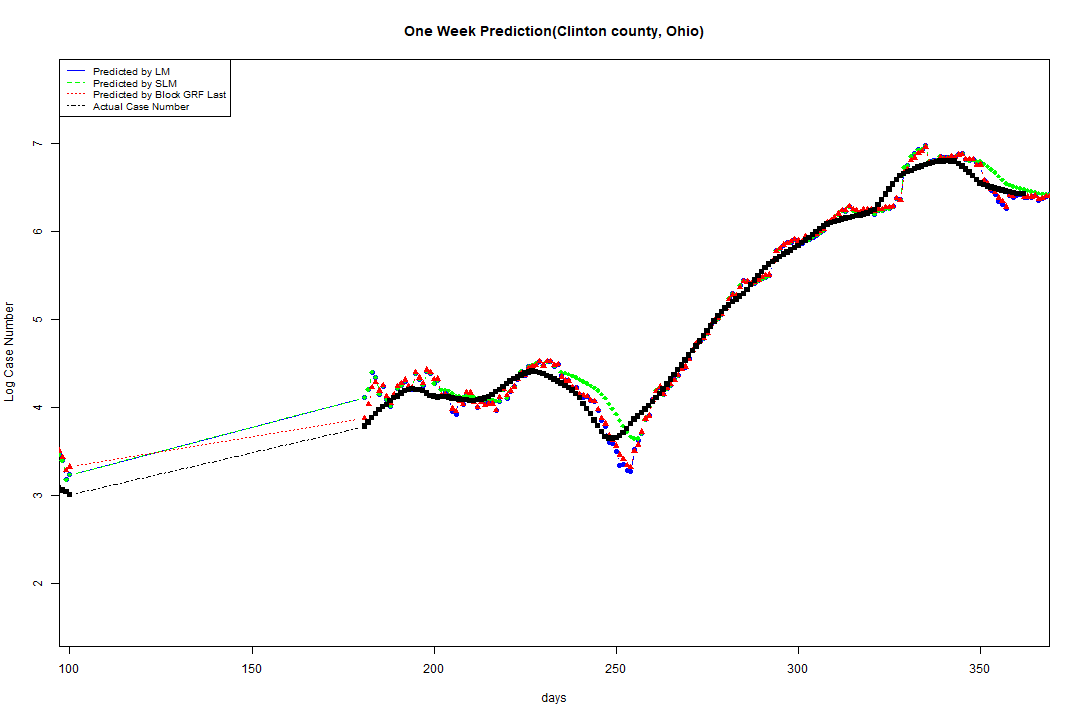 One Week Prediction(Clinton county, Ohio)
Predicted by LM
Predicted by SLM
Predicted by Block GRF Last
Actual Case Number
7
6
5
4
3
2
Log Case Number
100 150 200 250 300 350
days